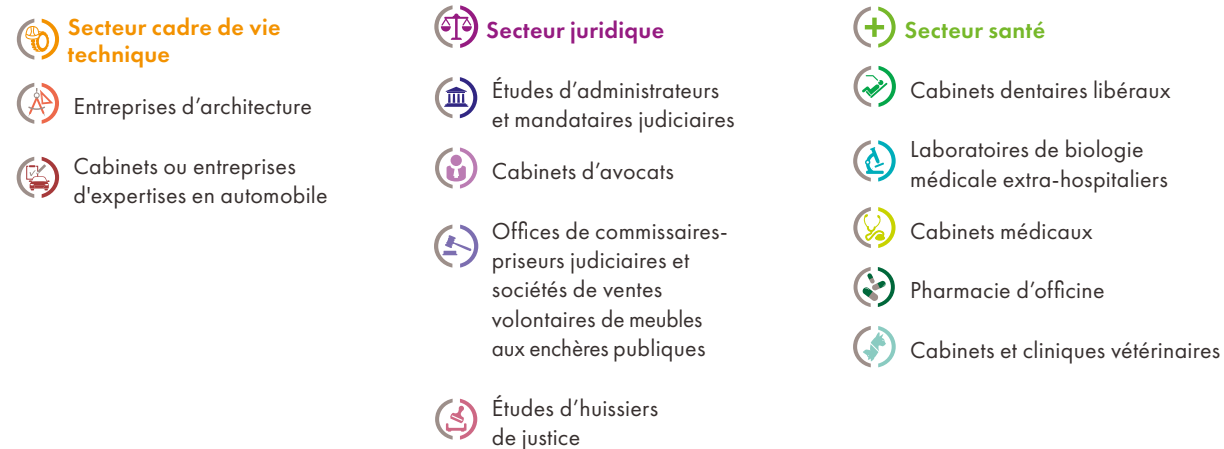 Secteur cadre de vie
technique
Entreprises d’architecture
Cabinets ou entreprises
d'expertises en automobile
Secteur juridique
Études d’administrateurs
et mandataires judiciaires
Cabinets d’avocats
Offices de commissaires-
priseurs judiciaires et
sociétés de ventes
volontaires de meubles
aux enchères publiques
Études d’huissiers
de justice
Secteur santé
Cabinets dentaires libéraux
Laboratoires de biologie
médicale extra-hospitaliers
Cabinets médicaux
Pharmacie d’officine
Cabinets et cliniques vétérinaires